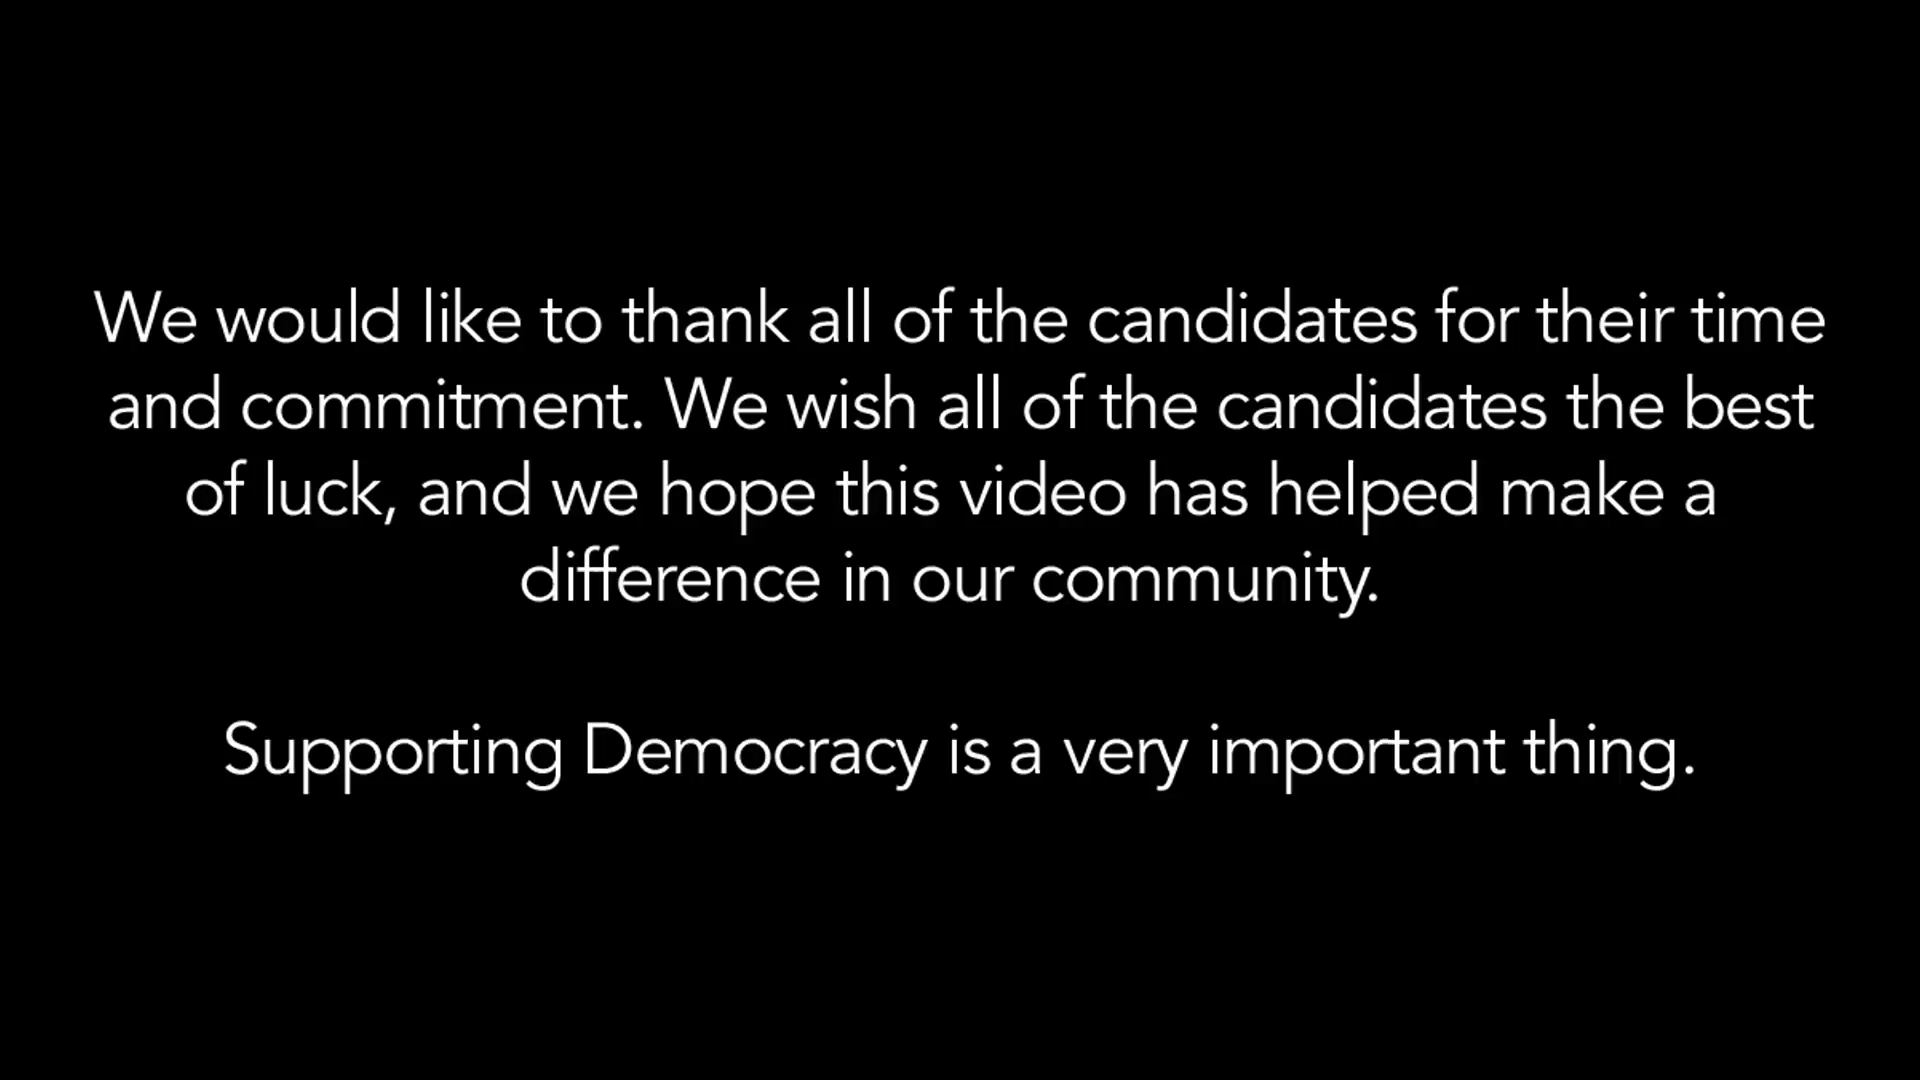 We would like to thank all of the candidates for their time
and commitment. We wish all of the candidates the best
of luck, and we hope this video has helped make a
difference in our community.
Supporting Democracy is a very important thing.